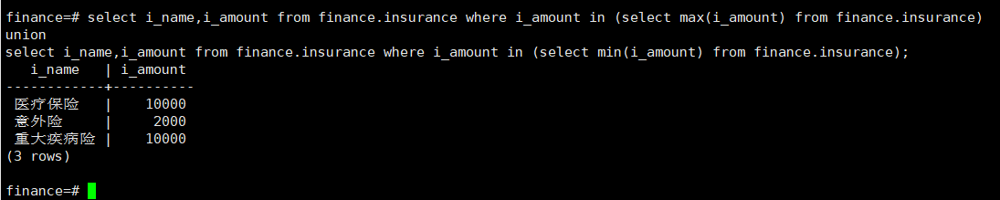 finance=# select i_name,i_amount from finance.insurance where i_amount in (select max(i_amount) from finance.insurance)
union
select i_name,i_amount from finance.insurance where i_amount in (select min(i_amount) from finance.insurance);
   i_name   | i_amount
------------+----------
 医疗保险   |    10000
 意外险     |     2000
 重大疾病险 |    10000
(3 rows)
finance=#